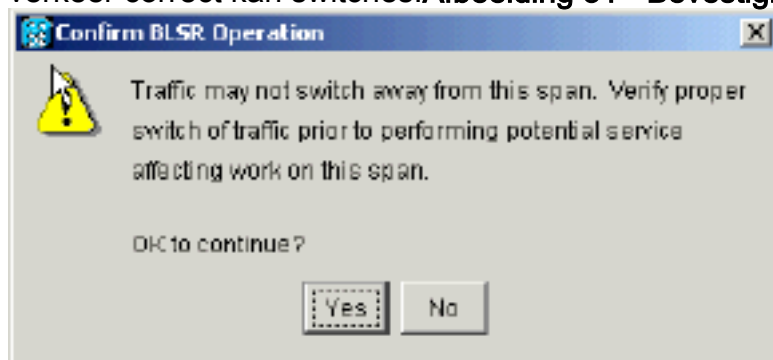 Confirm BLSR Operation
Traffic may not switch away from this span. Verify proper
switch of traffic prior to performing potential service
affecting work on this span.
OK to continue?
Yes
No